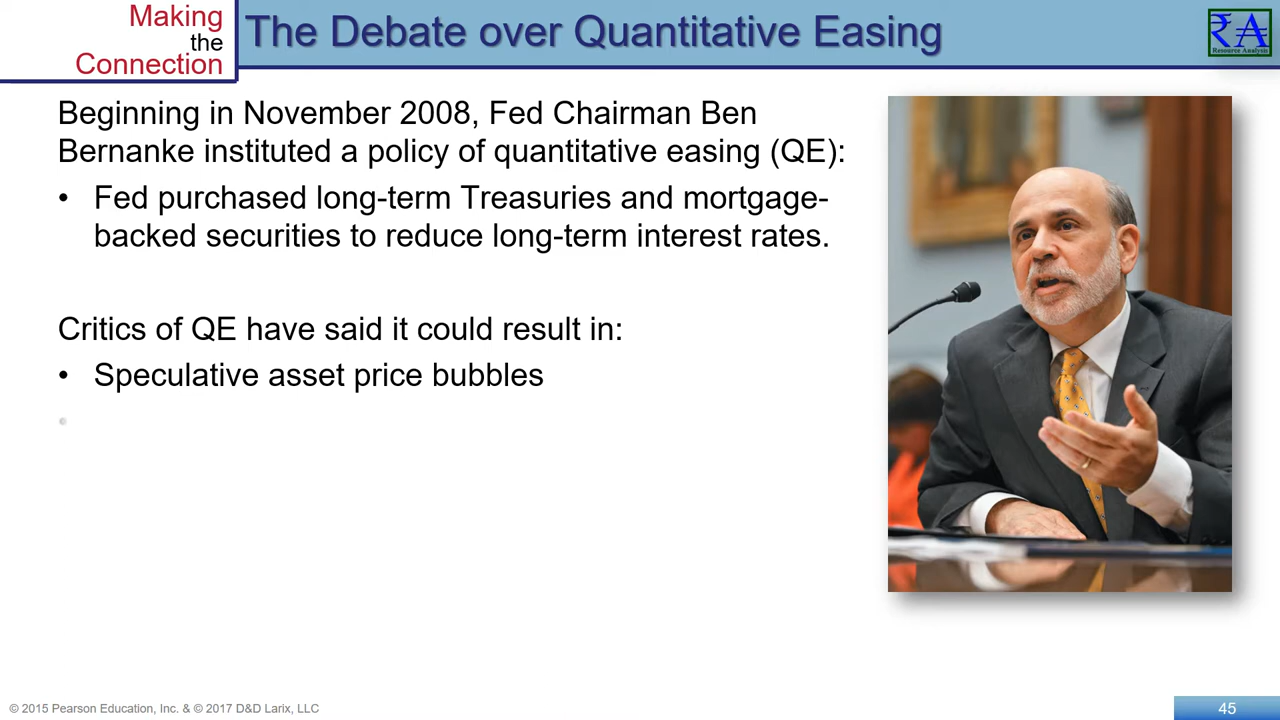 Making
the
Connection
The Debate over Quantitative Easing
₹A
Resource Analysis
Beginning in November 2008, Fed Chairman Ben
Bernanke instituted a policy of quantitative easing (QE):
• Fed purchased long-term Treasuries and mortgage-
backed securities to reduce long-term interest rates.
Critics of QE have said it could result in:
• Speculative asset price bubbles
•
© 2015 Pearson Education, Inc. & © 2017 D&D Larix, LLC
45